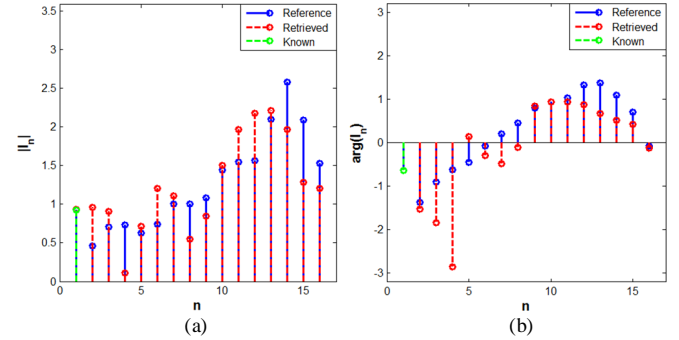 Reference
Retrieved
Known
3.5
3
2.5
2
1.5
1
0.5
0
0 5 10 15
|I_n|
n
(a)
Reference
Retrieved
Known
3
2
1
0
-1
-2
-3
0 5 10 15
arg(I_n)
n
(b)